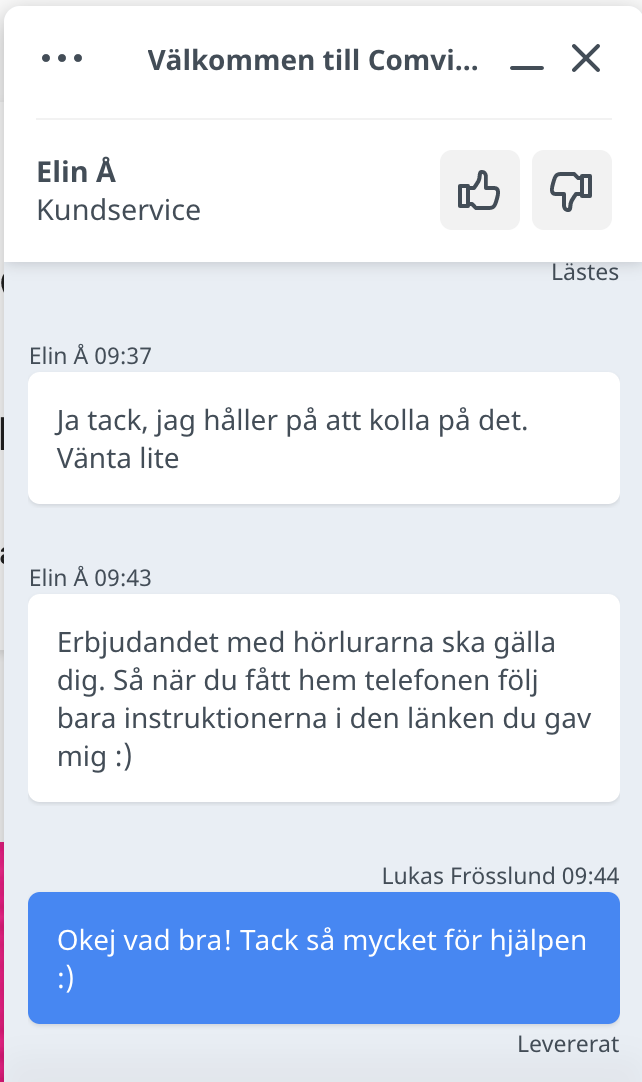 Välkommen till Comvi...
Elin Å
Kundservice
Lästes
Elin Å 09:37
Ja tack, jag håller på att kolla på det.
Vänta lite
Elin Å 09:43
Erbjudandet med hörlurarna ska gälla
dig. Så när du fått hem telefonen följ
bara instruktionerna i den länken du gav
mig :)
Lukas Frösslund 09:44
Okej vad bra! Tack så mycket för hjälpen
:)
Levererat